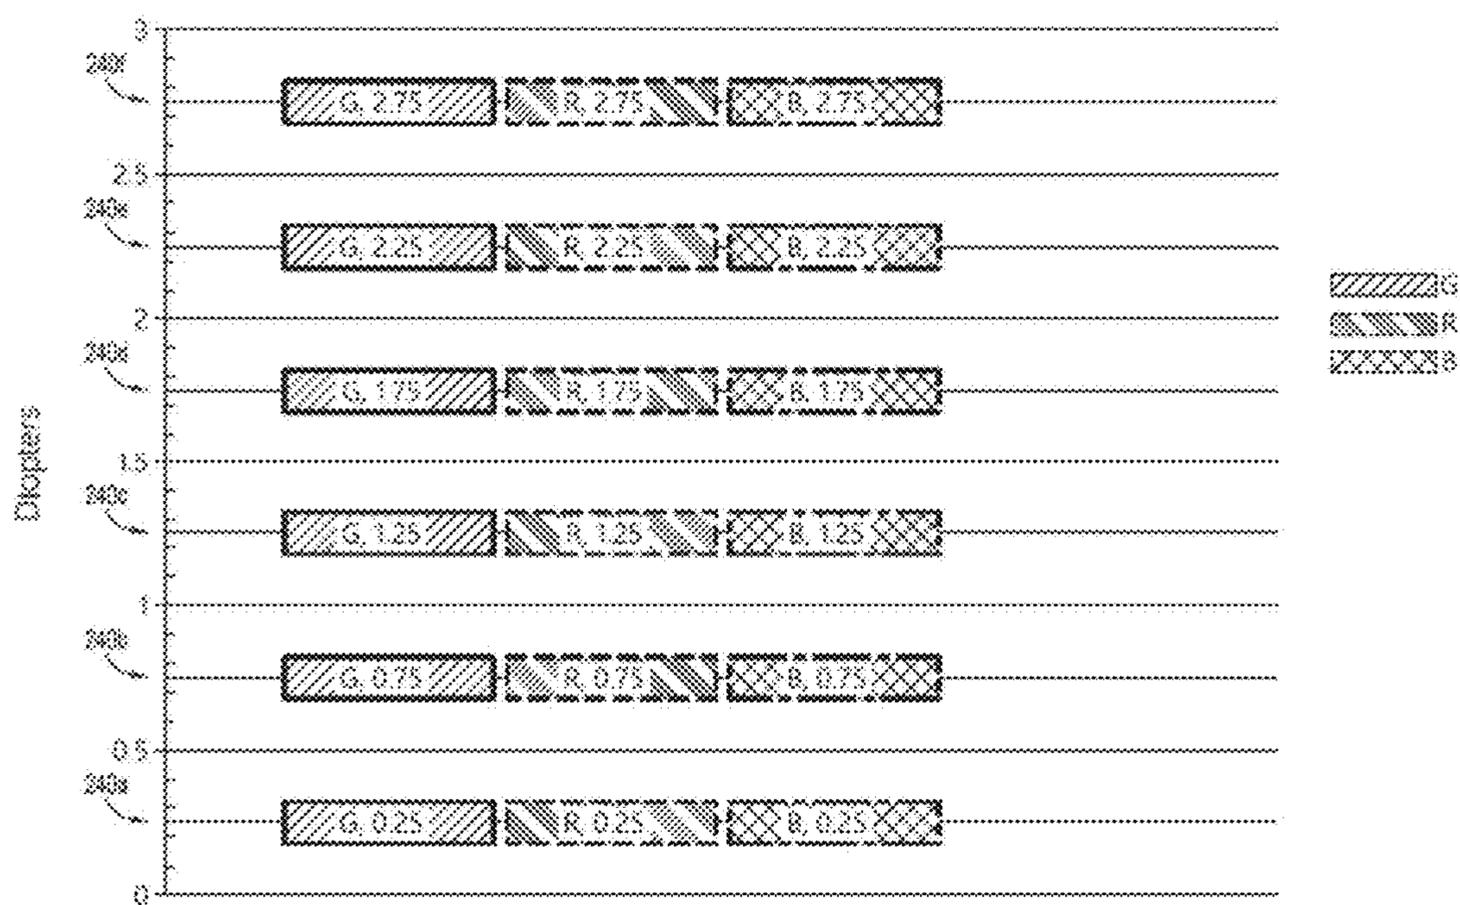 3
240f
G, 2.75 R, 2.75 B, 2.75
2.5
240e
G, 2.25 R, 2.25 B, 2.25
2
240d
G, 1.75 R, 1.75 B, 1.75
1.5
240c
G, 1.25 R, 1.25 B, 1.25
1
240b
G, 0.75 R, 0.75 B, 0.75
0.5
240a
G, 0.25 R, 0.25 B, 0.25
0
Diopters
G
R
B